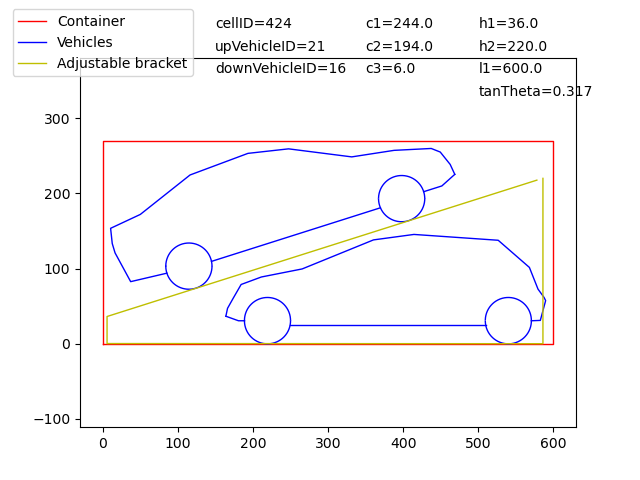 Container
Vehicles
Adjustable bracket
cellID=424
upVehicleID=21
downVehicleID=16
c1=244.0
c2=194.0
c3=6.0
h1=36.0
h2=220.0
l1=600.0
tanTheta=0.317
300
200
100
0
−100
0 100 200 300 400 500 600